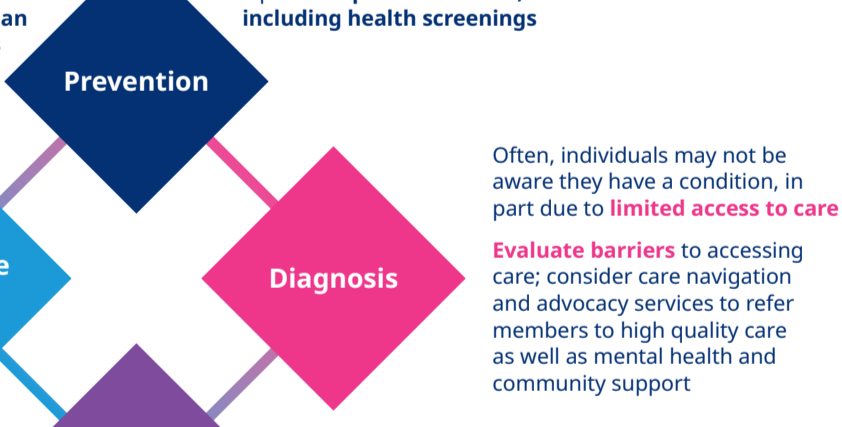 an
including health screenings
Prevention
Often, individuals may not be
aware they have a condition, in
part due to limited access to care
e
Diagnosis
Evaluate barriers to accessing
care; consider care navigation
and advocacy services to refer
members to high quality care
as well as mental health and
community support